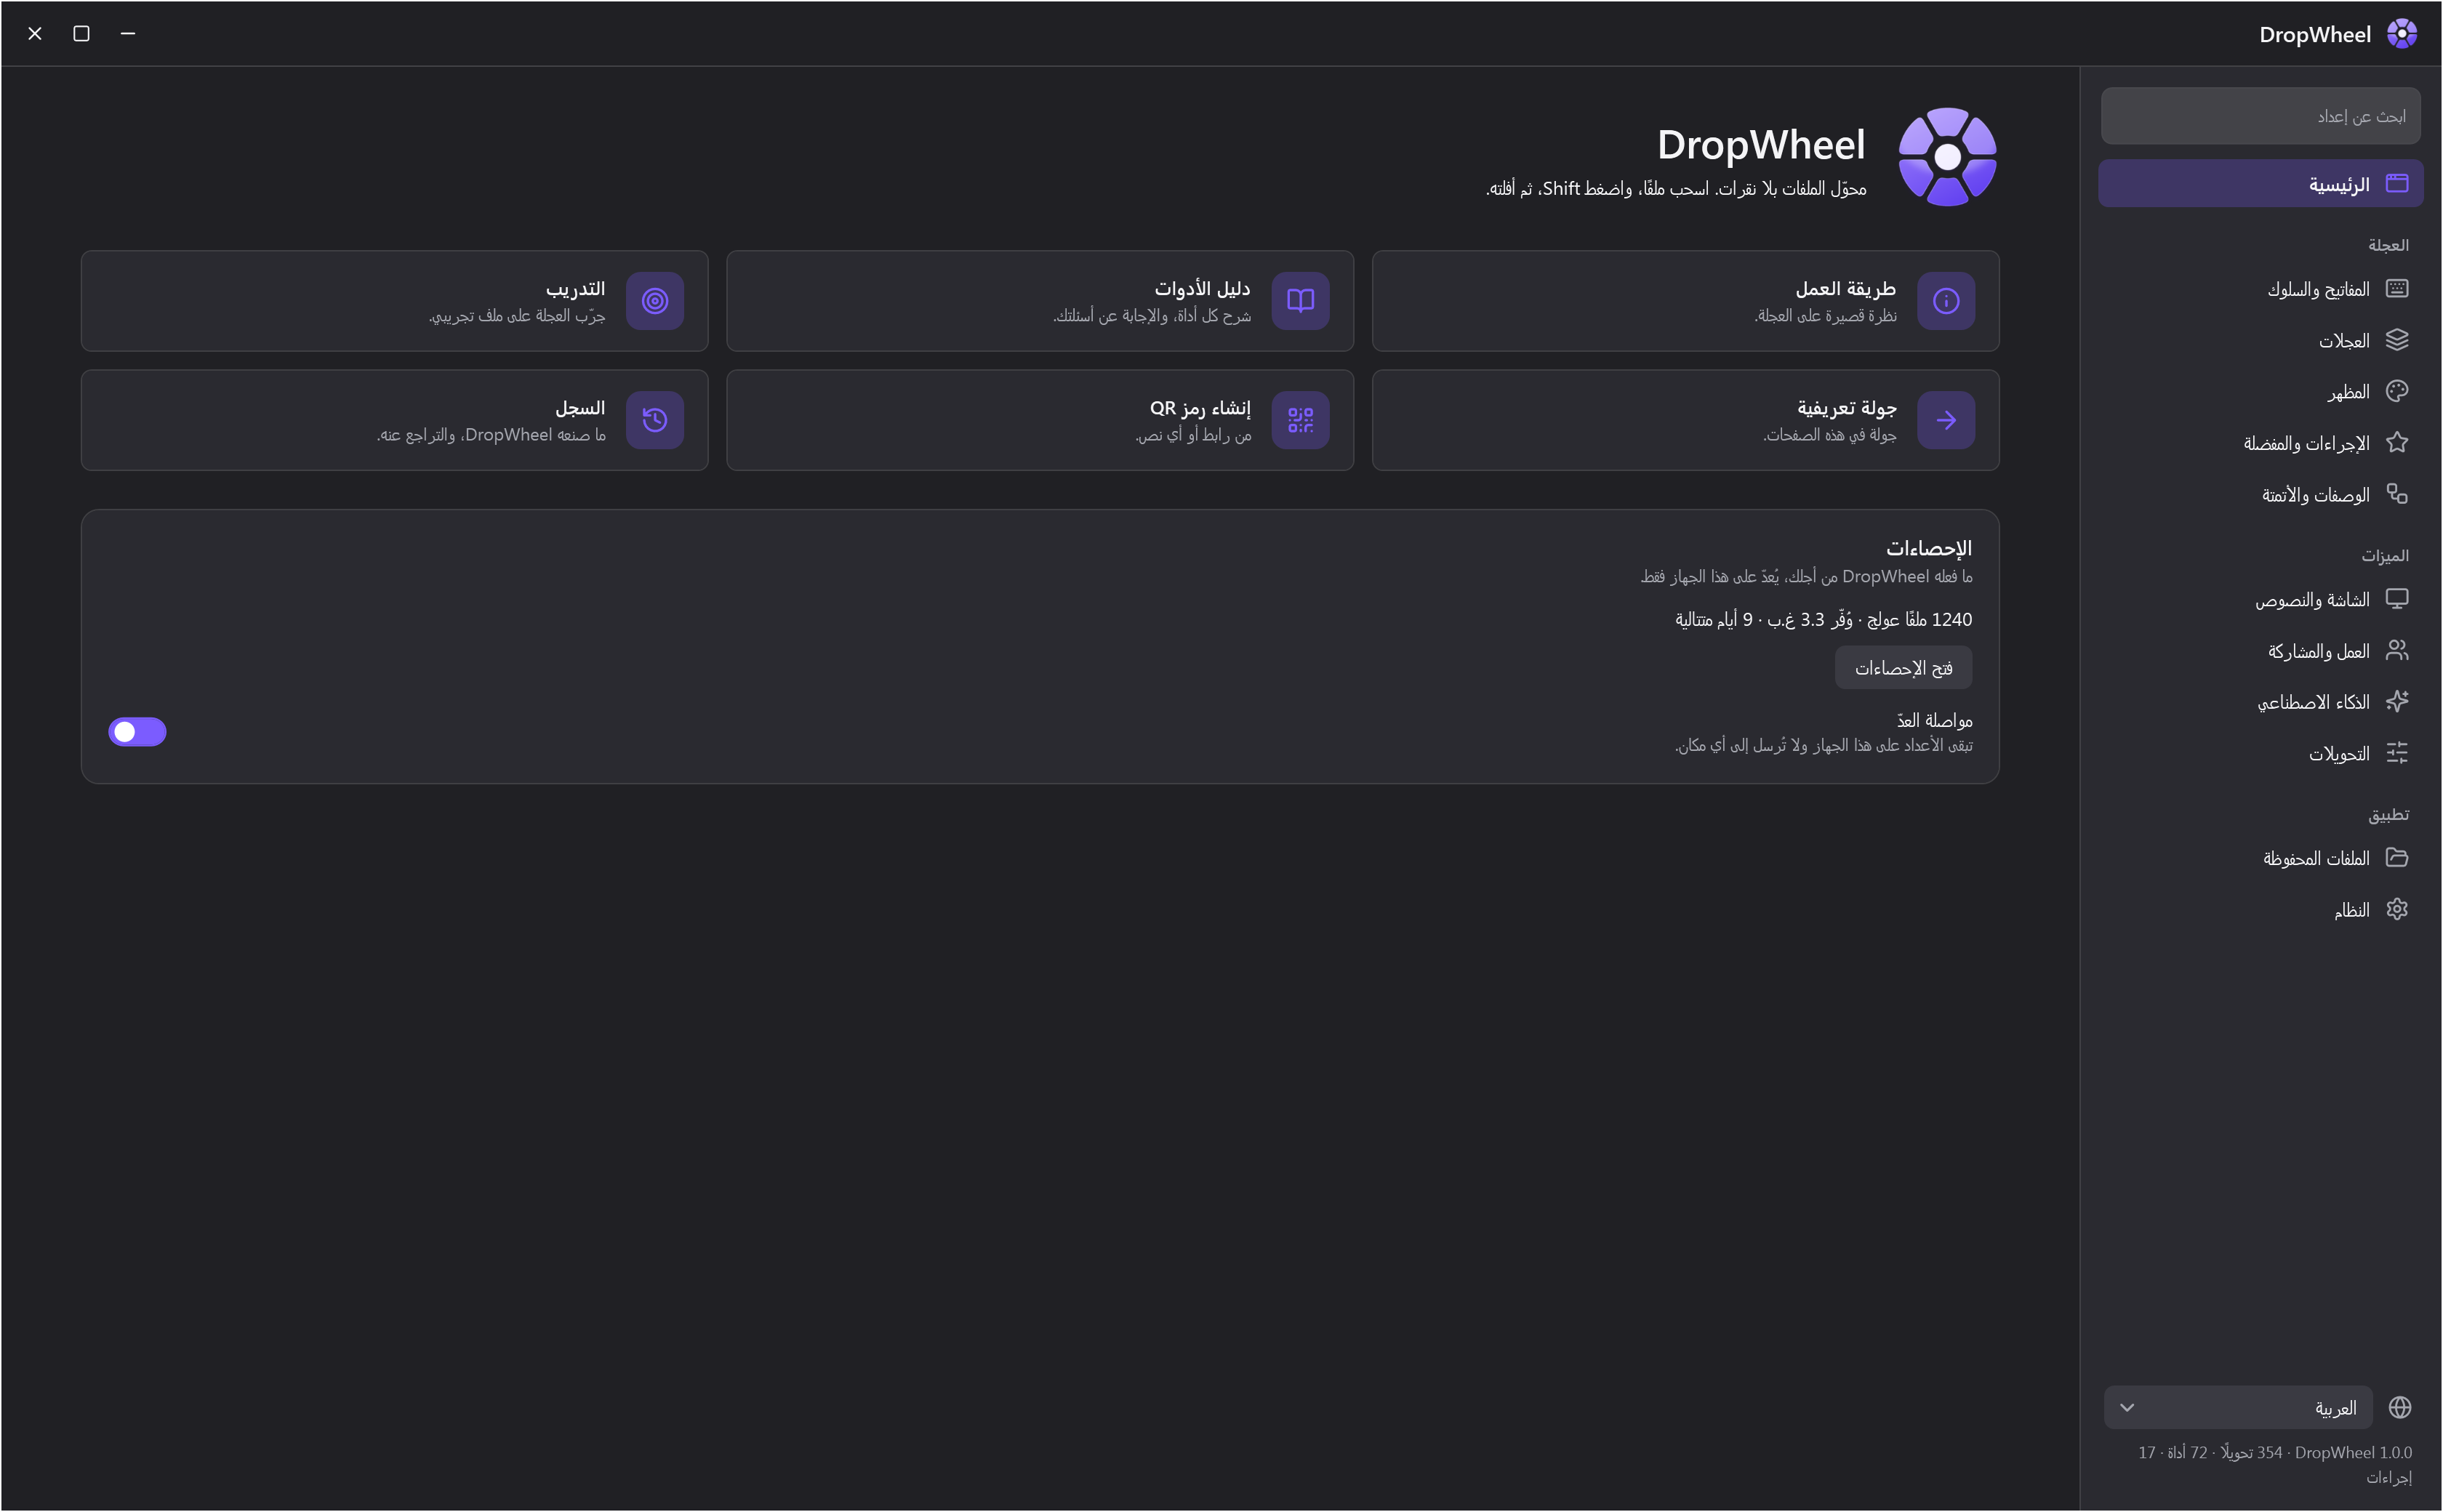 DropWheel
ابحث عن إعداد
الرئيسية
العجلة
المفاتيح والسلوك
العجلات
المظهر
الإجراءات والمفضلة
الوصفات والأتمتة
الميزات
الشاشة والنصوص
العمل والمشاركة
الذكاء الاصطناعي
التحويلات
تطبيق
الملفات المحفوظة
النظام
العربية
DropWheel 1.0.0 · 354 تحويلًا · 72 أداة · 17
إجراءات
DropWheel
محوّل الملفات بلا نقرات. اسحب ملفًا، واضغط Shift، ثم أفلته.
طريقة العمل
نظرة قصيرة على العجلة.
دليل الأدوات
شرح كل أداة، والإجابة عن أسئلتك.
التدريب
جرّب العجلة على ملف تجريبي.
جولة تعريفية
جولة في هذه الصفحات.
إنشاء رمز QR
من رابط أو أي نص.
السجل
ما صنعه DropWheel، والتراجع عنه.
الإحصاءات
ما فعله DropWheel من أجلك، يُعدّ على هذا الجهاز فقط
1240 ملفًا عولج · وُفّر 3.3 غ.ب · 9 أيام متتالية
فتح الإحصاءات
مواصلة العدّ
تبقى الأعداد على هذا الجهاز ولا تُرسل إلى أي مكان.